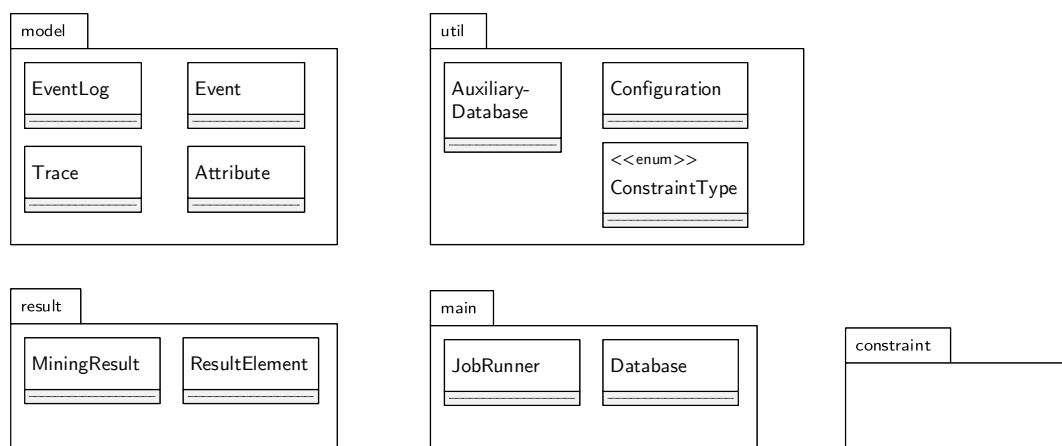 model
EventLog
Event
Trace
Attribute
util
Auxiliary-
Database
Configuration
<<enum>>
ConstraintType
result
MiningResult
ResultElement
main
JobRunner
Database
constraint